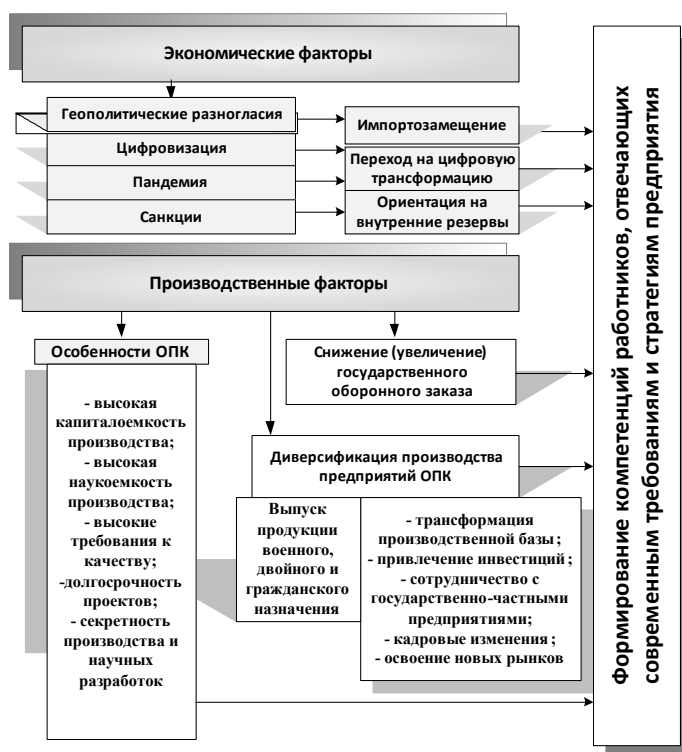 Экономические факторы
Геополитические разногласия
Цифровизация
Пандемия
Санкции
Импортозамещение
Переход на цифровую
трансформацию
Ориентация на
внутренние резервы
Производственные факторы
Особенности ОПК
- высокая
капиталоемкость
производства;
- высокая
наукоемкость
производства;
- высокие
требования к
качеству;
-долгосрочность
проектов;
- секретность
производства и
научных
разработок
Снижение (увеличение)
государственного
оборонного заказа
Диверсификация производства
предприятий ОПК
Выпуск
продукции
военного,
двойного и
гражданского
назначения
- трансформация
производственной базы;
- привлечение инвестиций;
- сотрудничество с
государственно-частными
предприятиями;
- кадровые изменения;
- освоение новых рынков
Формирование компетенций работников, отвечающих
современным требованиям и стратегиям предприятия